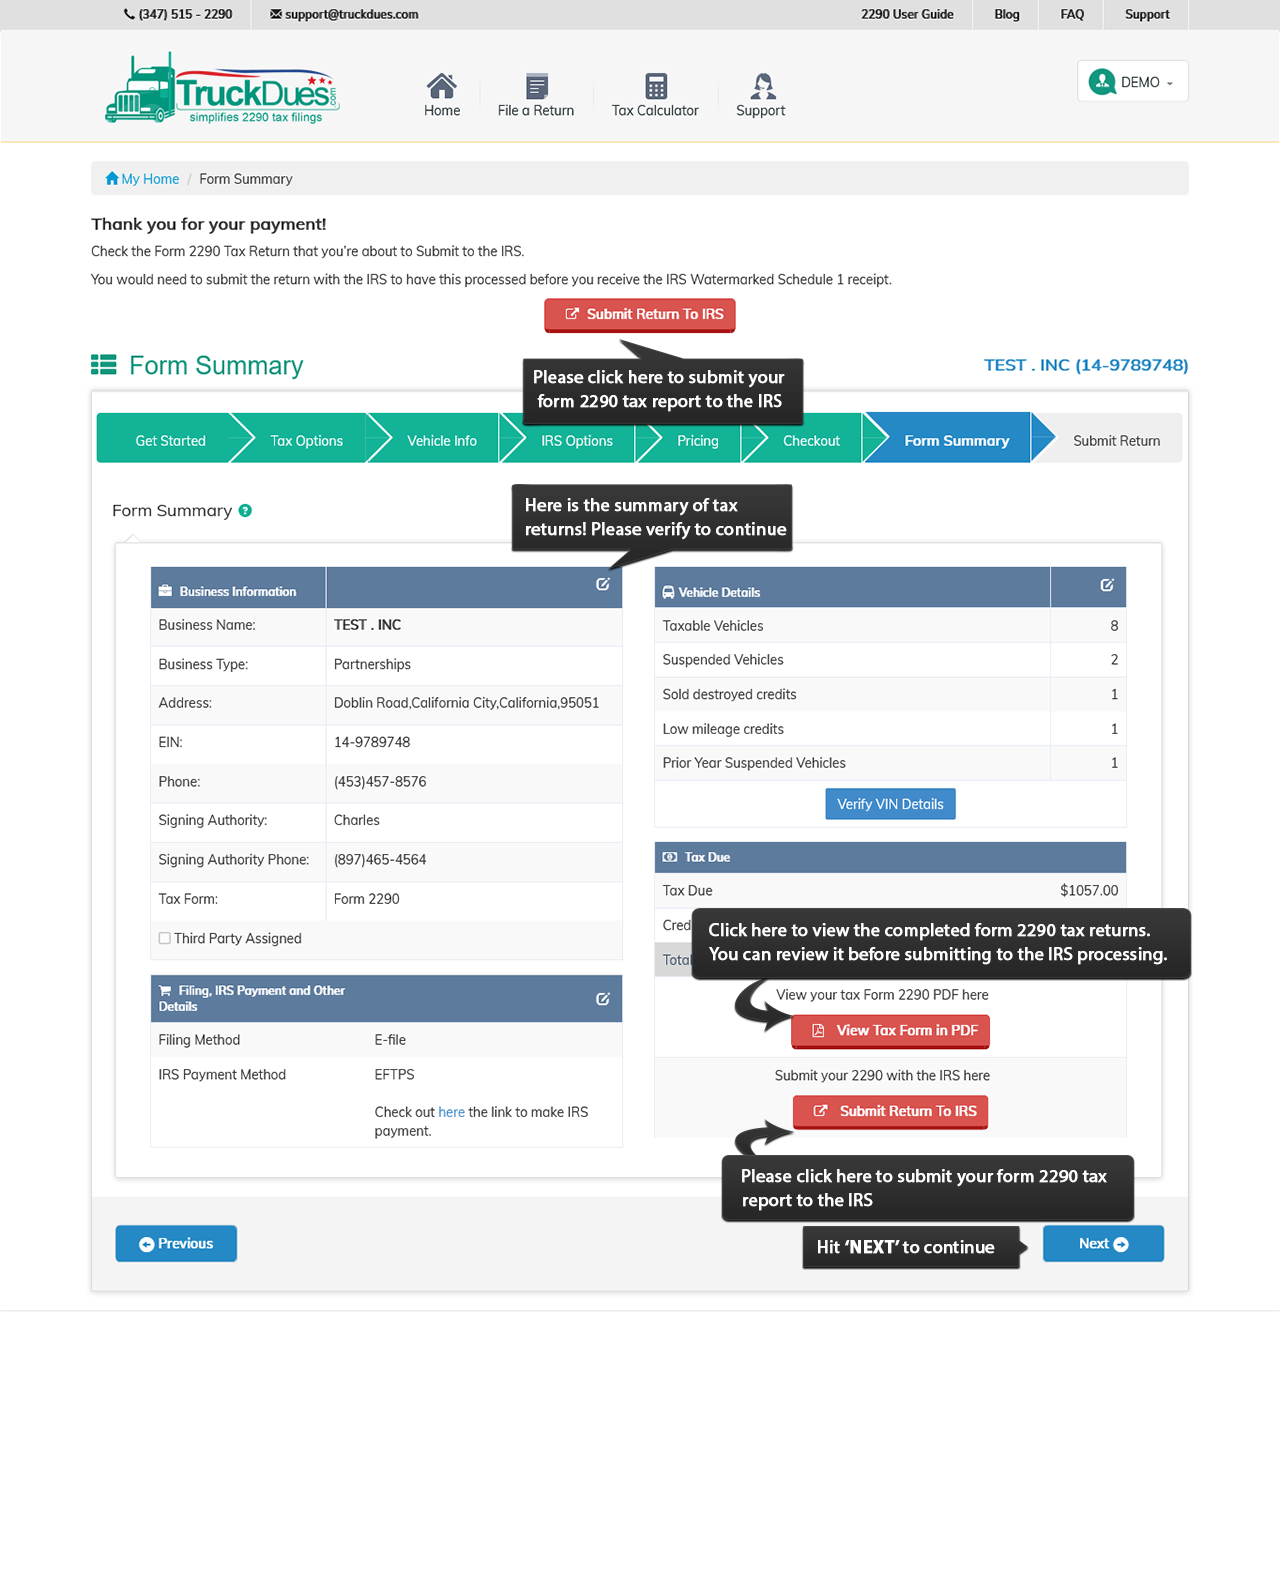 (347) 515 - 2290
support@truckdues.com
2290 User Guide
Blog
FAQ
Support
TruckDues.com
simplifies 2290 tax filings
Home
File a Return
Tax Calculator
Support
DEMO
My Home / Form Summary
Thank you for your payment!
Check the Form 2290 Tax Return that you're about to Submit to the IRS.
You would need to submit the return with the IRS to have this processed before you receive the IRS Watermarked Schedule 1 receipt.
Submit Return To IRS
Form Summary
Please click here to submit your
form 2290 tax report to the IRS
TEST . INC (14-9789748)
Get Started
Tax Options
Vehicle Info
IRS Options
Pricing
Checkout
Form Summary
Submit Return
Form Summary ?
Here is the summary of tax
returns! Please verify to continue
Business Information
Business Name: TEST . INC
Business Type: Partnerships
Address: Doblin Road,California City,California,95051
EIN: 14-9789748
Phone: (453)457-8576
Signing Authority: Charles
Signing Authority Phone: (897)465-4564
Tax Form: Form 2290
Third Party Assigned
Filing, IRS Payment and Other
Details
Filing Method E-file
IRS Payment Method EFTPS
Check out here the link to make IRS
payment.
Vehicle Details
Taxable Vehicles 8
Suspended Vehicles 2
Sold destroyed credits 1
Low mileage credits 1
Prior Year Suspended Vehicles 1
Verify VIN Details
Tax Due
Tax Due $1057.00
Cred
Total
Click here to view the completed form 2290 tax returns.
You can review it before submitting to the IRS processing.
View your tax Form 2290 PDF here
View Tax Form in PDF
Submit your 2290 with the IRS here
Submit Return To IRS
Please click here to submit your form 2290 tax
report to the IRS
Previous
Hit 'NEXT' to continue
Next